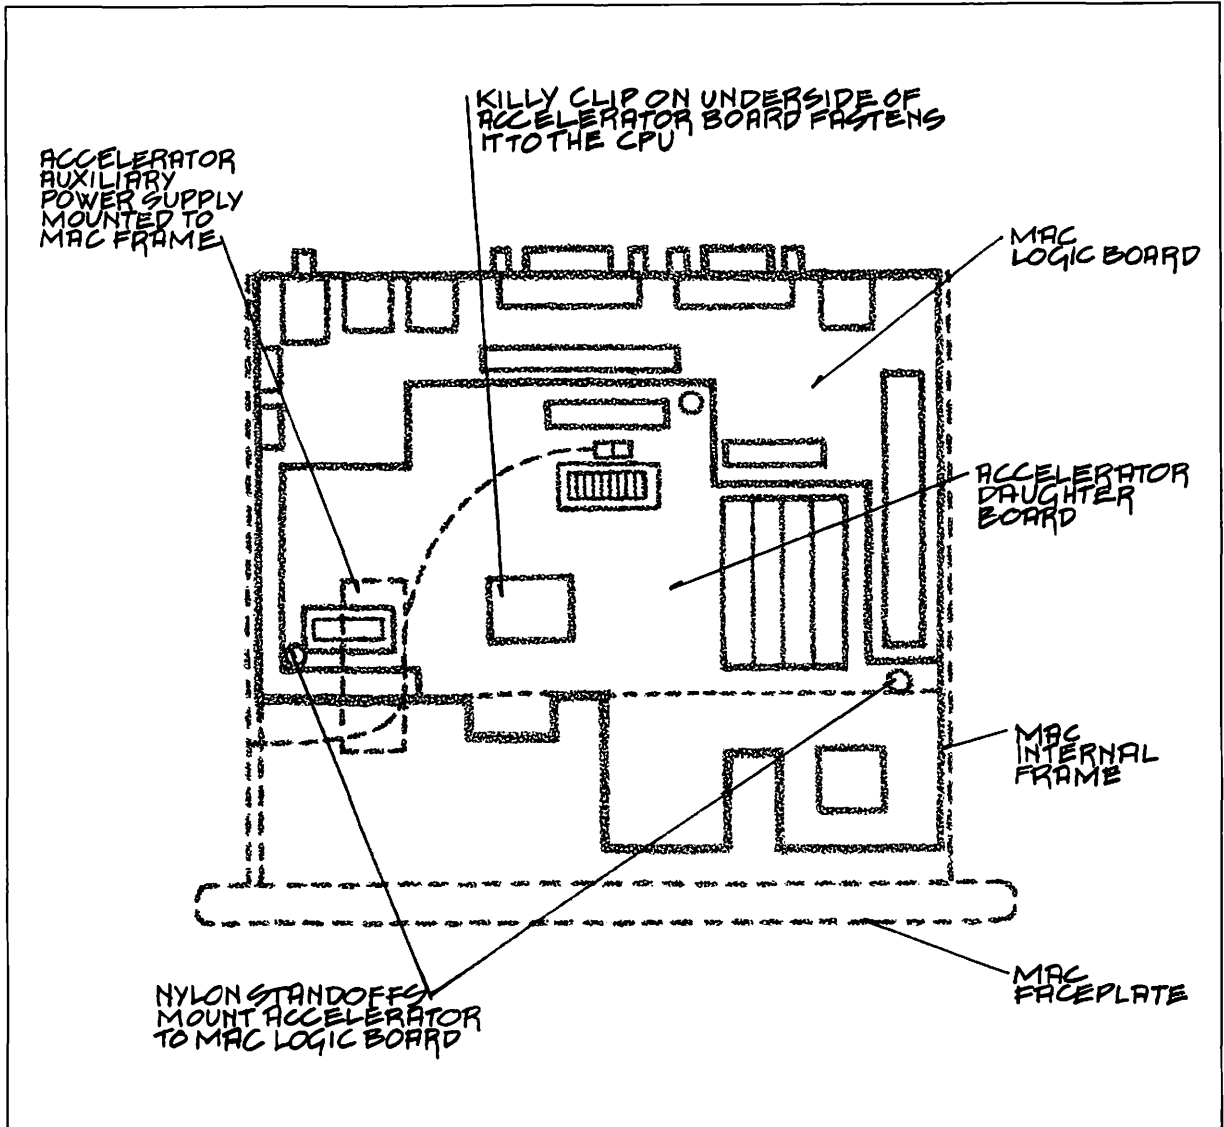 KILLY CLIP ON UNDERSIDE OF
ACCELERATOR BOARD FASTENS
IT TO THE CPU
ACCELERATOR
AUXILIARY
POWER SUPPLY
MOUNTED TO
MAC FRAME
MAC
LOGIC BOARD
ACCELERATOR
DAUGHTER
BOARD
MAC
INTERNAL
FRAME
MAC
FACEPLATE
NYLON STANDOFFS
MOUNT ACCELERATOR
TO MAC LOGIC BOARD